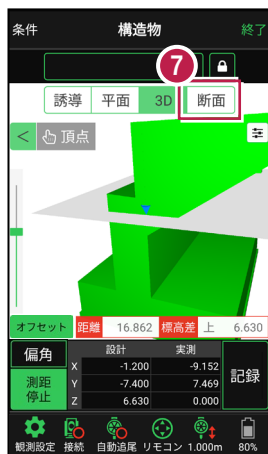 条件 構造物 終了
7
誘導 平面 3D 断面
< 頂点
オフセット 距離 16.862 標高差 上 6.630
偏角 設計 実測
X -1.200 -9.152
測距停止 Y -7.400 7.469 記録
Z 6.630 0.000
観測設定 接続 自動追尾 リモコン 1.000m 80%